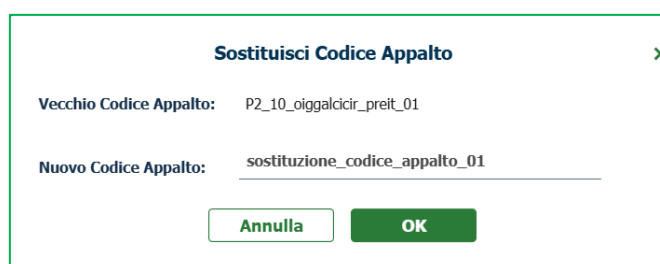 Sostituisci Codice Appalto
Vecchio Codice Appalto: P2_10_oiggalcicir_preit_01
Nuovo Codice Appalto: sostituzione_codice_appalto_01
Annulla OK